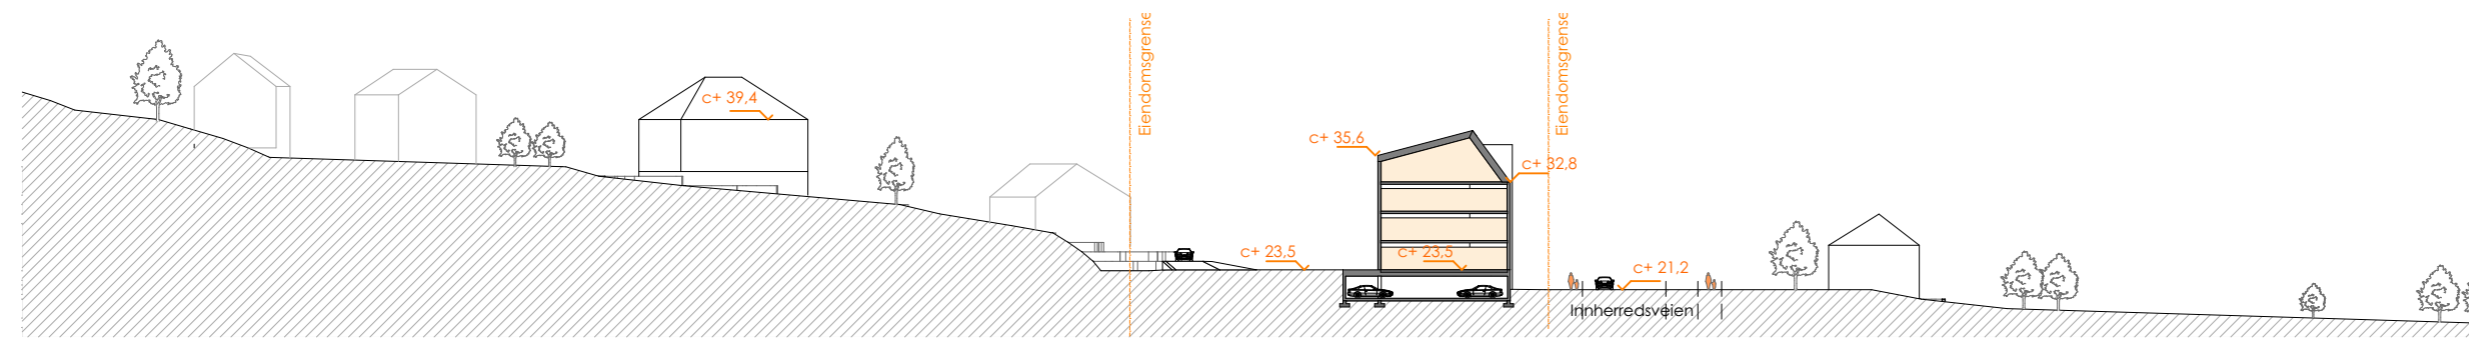 c+ 39,4
Eiendomsgrense
c+ 23,5
c+ 35,6
c+ 23,5
Eiendomsgrense
c+ 32,8
c+ 21,2
Innherredsveien